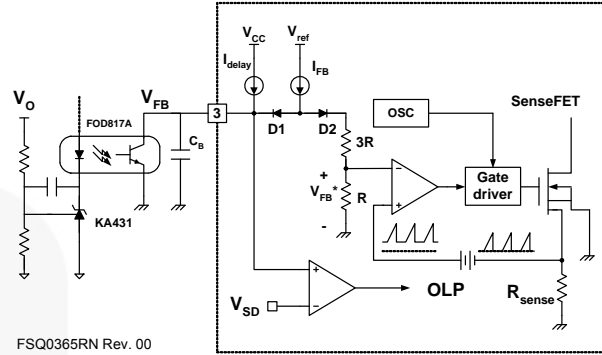 V_CC V_ref
I_delay I_FB
V_O
FOD817A
V_FB
3
D1 D2
OSC
SenseFET
C_B
3R
+
V_FB* R
-
-
+
Gate
driver
KA431
+
-
V_SD
OLP
R_sense
FSQ0365RN Rev. 00